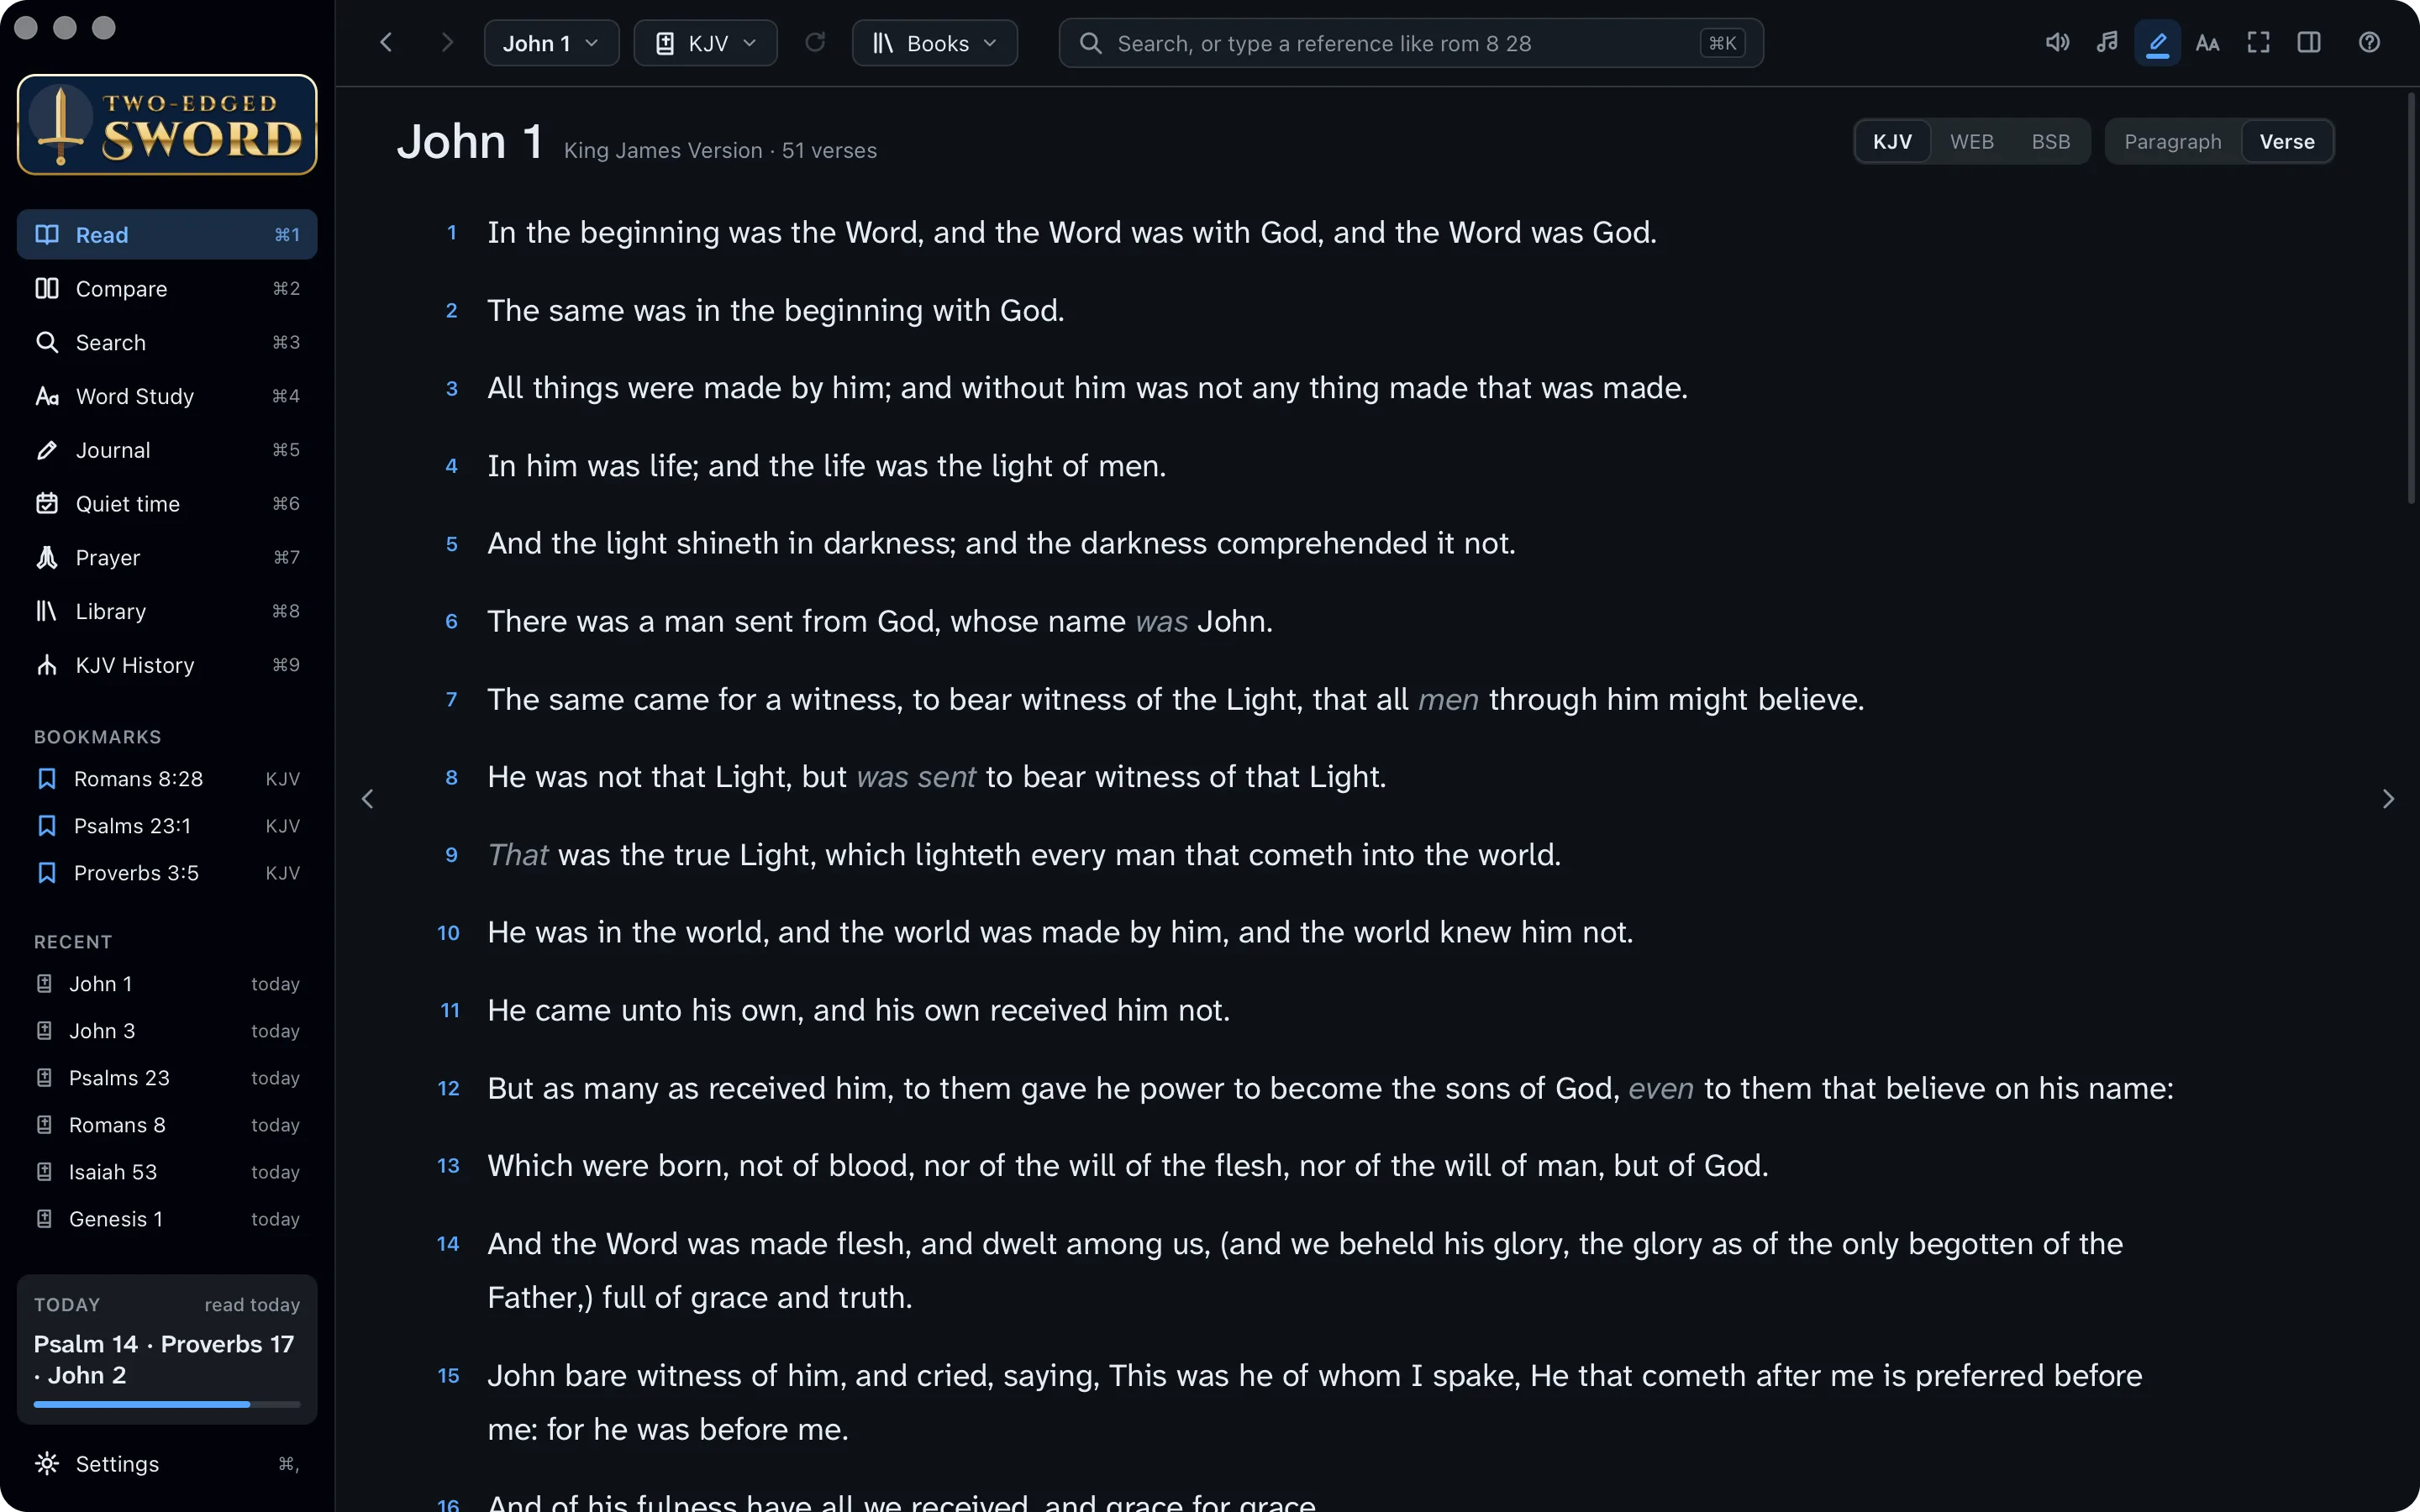 TWO-EDGED
SWORD
Read ⌘1
Compare ⌘2
Search ⌘3
Word Study ⌘4
Journal ⌘5
Quiet time ⌘6
Prayer ⌘7
Library ⌘8
KJV History ⌘9
BOOKMARKS
Romans 8:28 KJV
Psalms 23:1 KJV
Proverbs 3:5 KJV
RECENT
John 1 today
John 3 today
Psalms 23 today
Romans 8 today
Isaiah 53 today
Genesis 1 today
TODAY read today
Psalm 14 · Proverbs 17
· John 2
Settings ⌘,
John 1 KJV Books Search, or type a reference like rom 8 28 ⌘K AA
John 1 King James Version · 51 verses KJV WEB BSB Paragraph Verse
1 In the beginning was the Word, and the Word was with God, and the Word was God.
2 The same was in the beginning with God.
3 All things were made by him; and without him was not any thing made that was made.
4 In him was life; and the life was the light of men.
5 And the light shineth in darkness; and the darkness comprehended it not.
6 There was a man sent from God, whose name was John.
7 The same came for a witness, to bear witness of the Light, that all men through him might believe.
8 He was not that Light, but was sent to bear witness of that Light.
9 That was the true Light, which lighteth every man that cometh into the world.
10 He was in the world, and the world was made by him, and the world knew him not.
11 He came unto his own, and his own received him not.
12 But as many as received him, to them gave he power to become the sons of God, even to them that believe on his name:
13 Which were born, not of blood, nor of the will of the flesh, nor of the will of man, but of God.
14 And the Word was made flesh, and dwelt among us, (and we beheld his glory, the glory as of the only begotten of the
Father,) full of grace and truth.
15 John bare witness of him, and cried, saying, This was he of whom I spake, He that cometh after me is preferred before
me: for he was before me.
16 And of his fulness have all we received, and grace for grace.